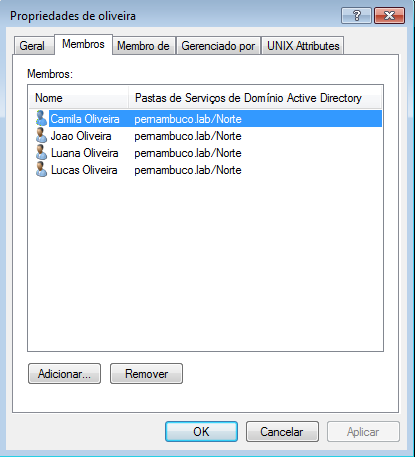 Propriedades de oliveira
Geral Membros Membro de Gerenciado por UNIX Attributes
Membros:
Nome Pastas de Serviços de Domínio Active Directory
Camila Oliveira pernambuco.lab/Norte
Joao Oliveira pernambuco.lab/Norte
Luana Oliveira pernambuco.lab/Norte
Lucas Oliveira pernambuco.lab/Norte
Adicionar... Remover
OK Cancelar Aplicar